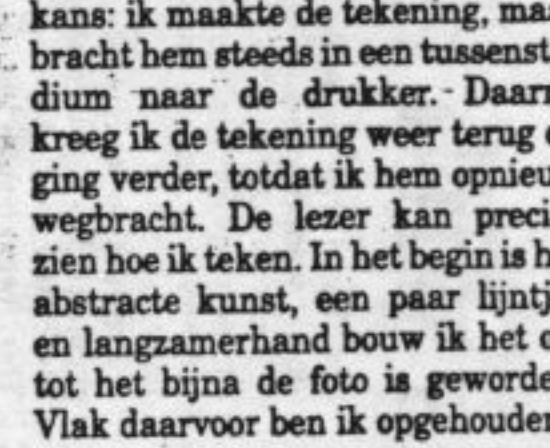 kans: ik maakte de tekening, maa
bracht hem steeds in een tussenst
dium naar de drukker. Daarn
kreeg ik de tekening weer terug e
ging verder, totdat ik hem opnieu
wegbracht. De lezer kan preci
zien hoe ik teken. In het begin is h
abstracte kunst, een paar lijntj
en langzamerhand bouw ik het o
tot het bijna de foto is geworde
Vlak daarvoor ben ik opgehouden